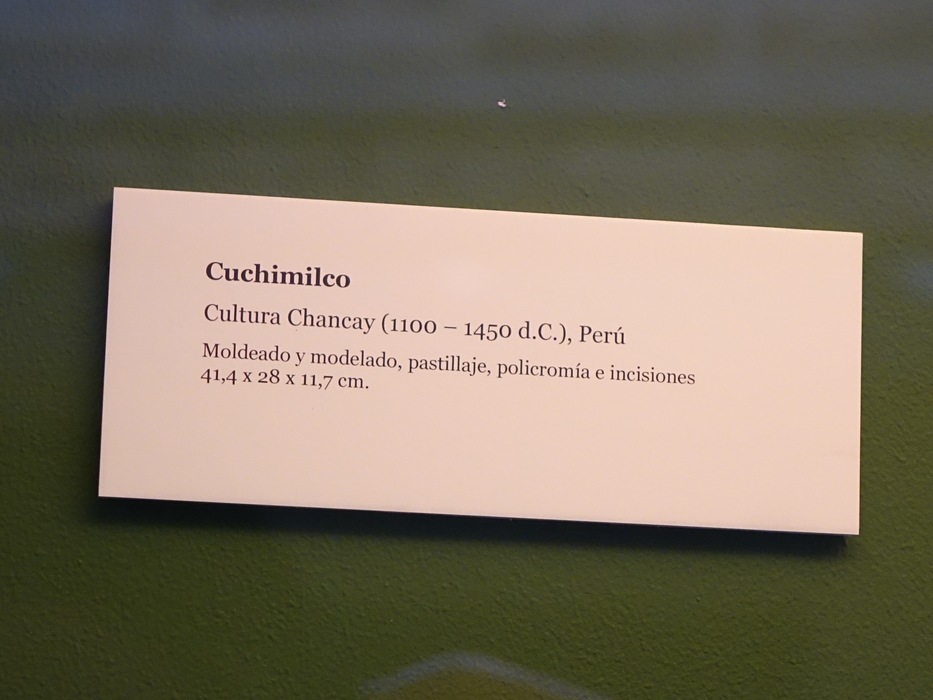 Cuchimilco
Cultura Chancay (1100 – 1450 d.C.), Perú
Moldeado y modelado, pastillaje, policromía e incisiones
41,4 x 28 x 11,7 cm.